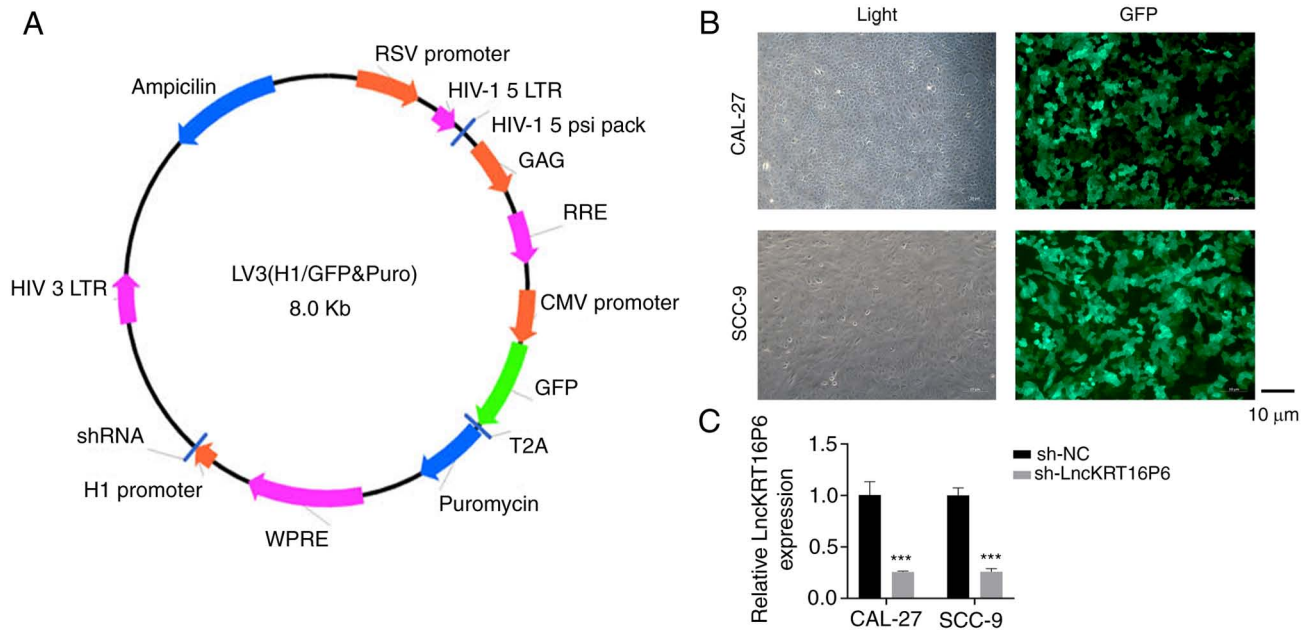 A
RSV promoter
Ampicilin
HIV-1 5 LTR
HIV-1 5 psi pack
GAG
RRE
LV3(H1/GFP&Puro)
8.0 Kb
HIV 3 LTR
CMV promoter
GFP
shRNA
T2A
H1 promoter
Puromycin
WPRE
B
Light
GFP
CAL-27
SCC-9
10 μm
C
Relative LncKRT16P6
expression
1.5
1.0
0.5
0.0
***
***
CAL-27
SCC-9
sh-NC
sh-LncKRT16P6